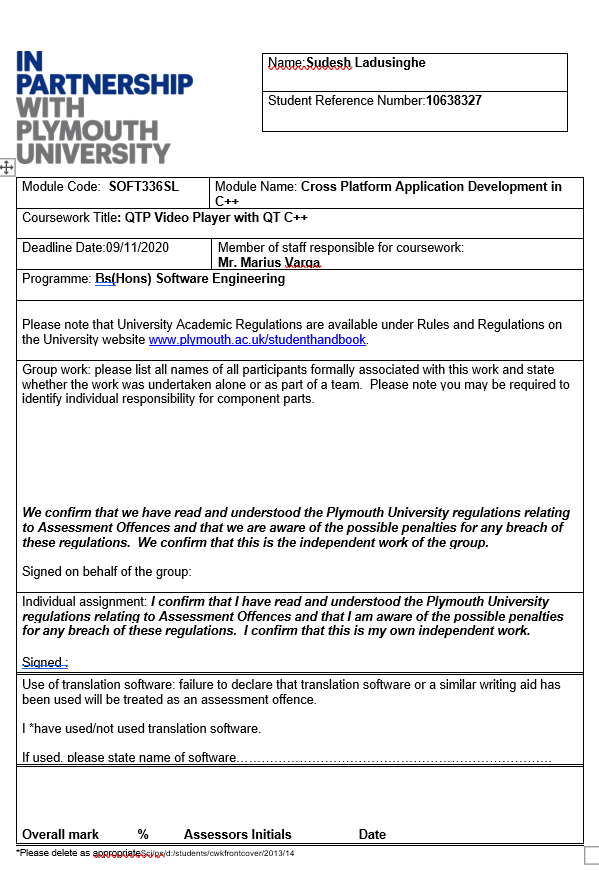 IN
PARTNERSHIP
WITH
PLYMOUTH
UNIVERSITY
Name:Sudesh Ladusinghe
Student Reference Number:10638327
Module Code: SOFT336SL
Module Name: Cross Platform Application Development in
C++
Coursework Title: QTP Video Player with QT C++
Deadline Date:09/11/2020
Member of staff responsible for coursework:
Mr. Marius Varga
Programme: Bs(Hons) Software Engineering
Please note that University Academic Regulations are available under Rules and Regulations on
the University website www.plymouth.ac.uk/studenthandbook.
Group work: please list all names of all participants formally associated with this work and state
whether the work was undertaken alone or as part of a team. Please note you may be required to
identify individual responsibility for component parts.
We confirm that we have read and understood the Plymouth University regulations relating
to Assessment Offences and that we are aware of the possible penalties for any breach of
these regulations. We confirm that this is the independent work of the group.
Signed on behalf of the group:
Individual assignment: I confirm that I have read and understood the Plymouth University
regulations relating to Assessment Offences and that I am aware of the possible penalties
for any breach of these regulations. I confirm that this is my own independent work.
Signed :
Use of translation software: failure to declare that translation software or a similar writing aid has
been used will be treated as an assessment offence.
I *have used/not used translation software.
If used, please state name of software……………………………………………………………
Overall mark % Assessors Initials Date
*Please delete as appropriateSci/ps/d:/students/cwkfrontcover/2013/14